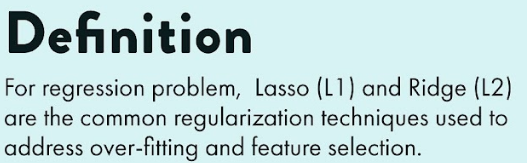 Definition
For regression problem, Lasso (L1) and Ridge (L2)
are the common regularization techniques used to
address over-fitting and feature selection.